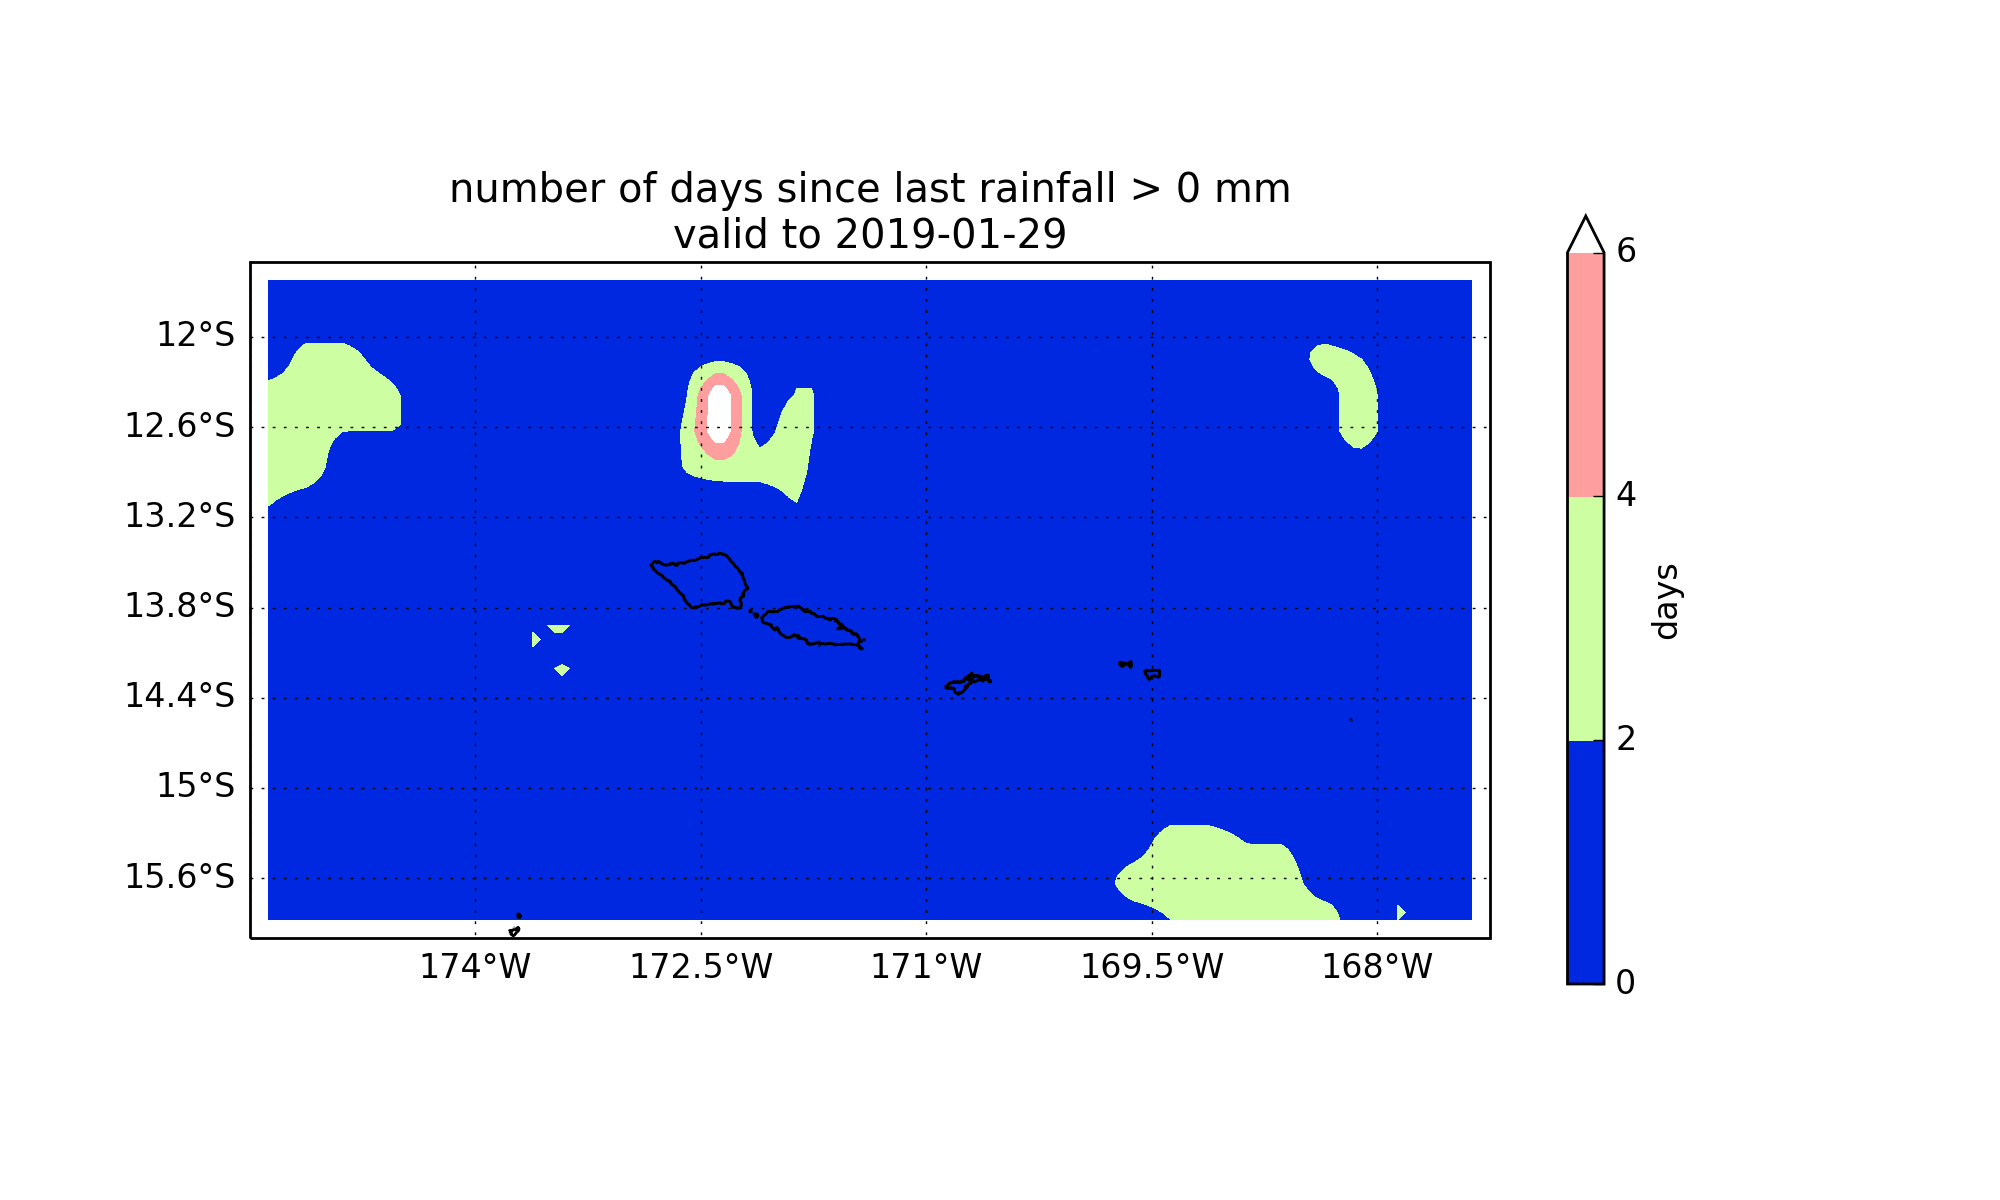 number of days since last rainfall > 0 mm
valid to 2019-01-29
12°S
12.6°S
13.2°S
13.8°S
14.4°S
15°S
15.6°S
174°W
172.5°W
171°W
169.5°W
168°W
6
4
2
0
days